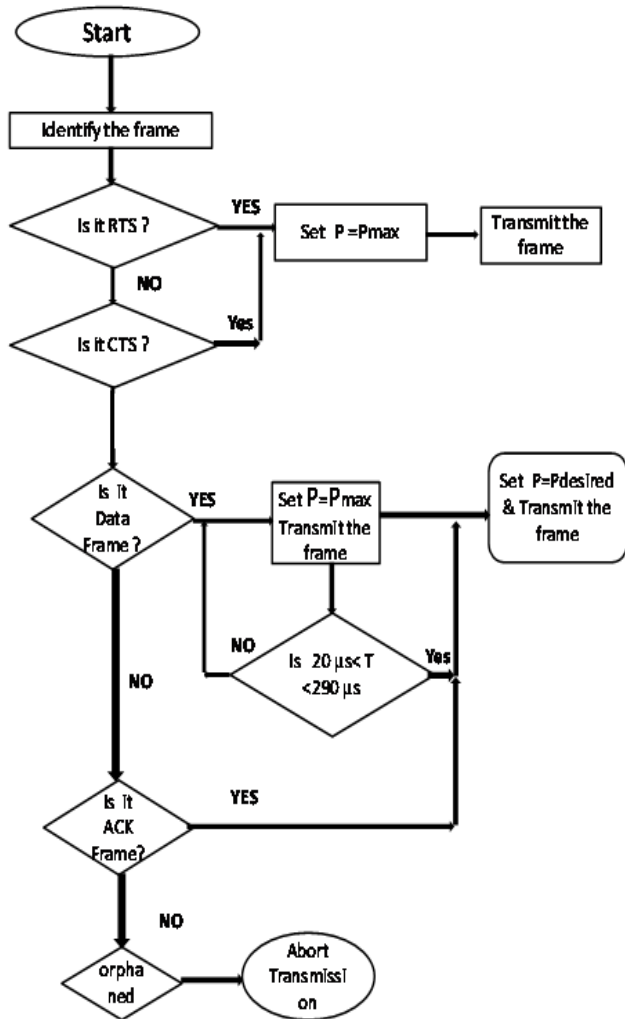 Start
Identify the frame
Is it RTS ?
YES
Set P =Pmax
Transmit the
frame
NO
Is it CTS ?
Yes
Is it
Data
Frame ?
YES
Set P=Pmax
Transmit the
frame
Set P=Pdesired
& Transmit the
frame
NO
Is 20 µs< T
<290 µs
Yes
NO
Is it
ACK
Frame?
YES
NO
orpha
ned
Abort
Transmissi
on